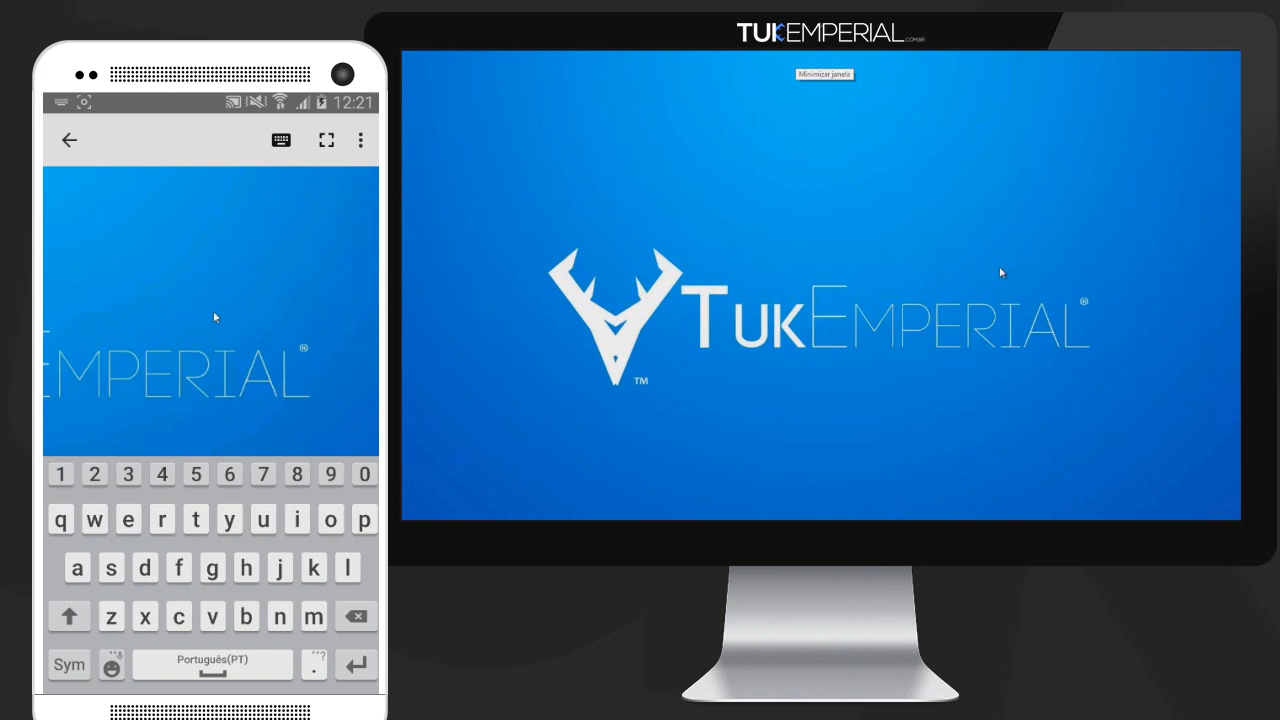 12:21
EMPERIAL®
1 2 3 4 5 6 7 8 9 0
q w e r t y u i o p
a s d f g h j k l
z x c v b n m
Sym Português(PT) . ...?
TUKEMPERIAL.COM.BR
Minimizar janela
TUKEMPERIAL®
TM